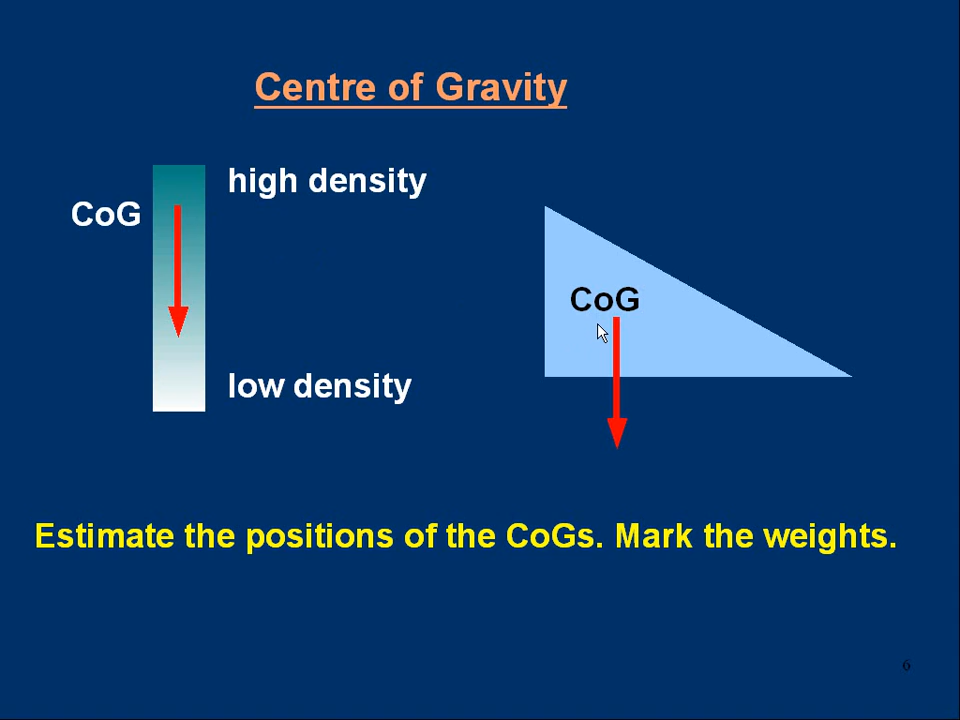 Centre of Gravity
high density
CoG
CoG
low density
Estimate the positions of the CoGs. Mark the weights.
6